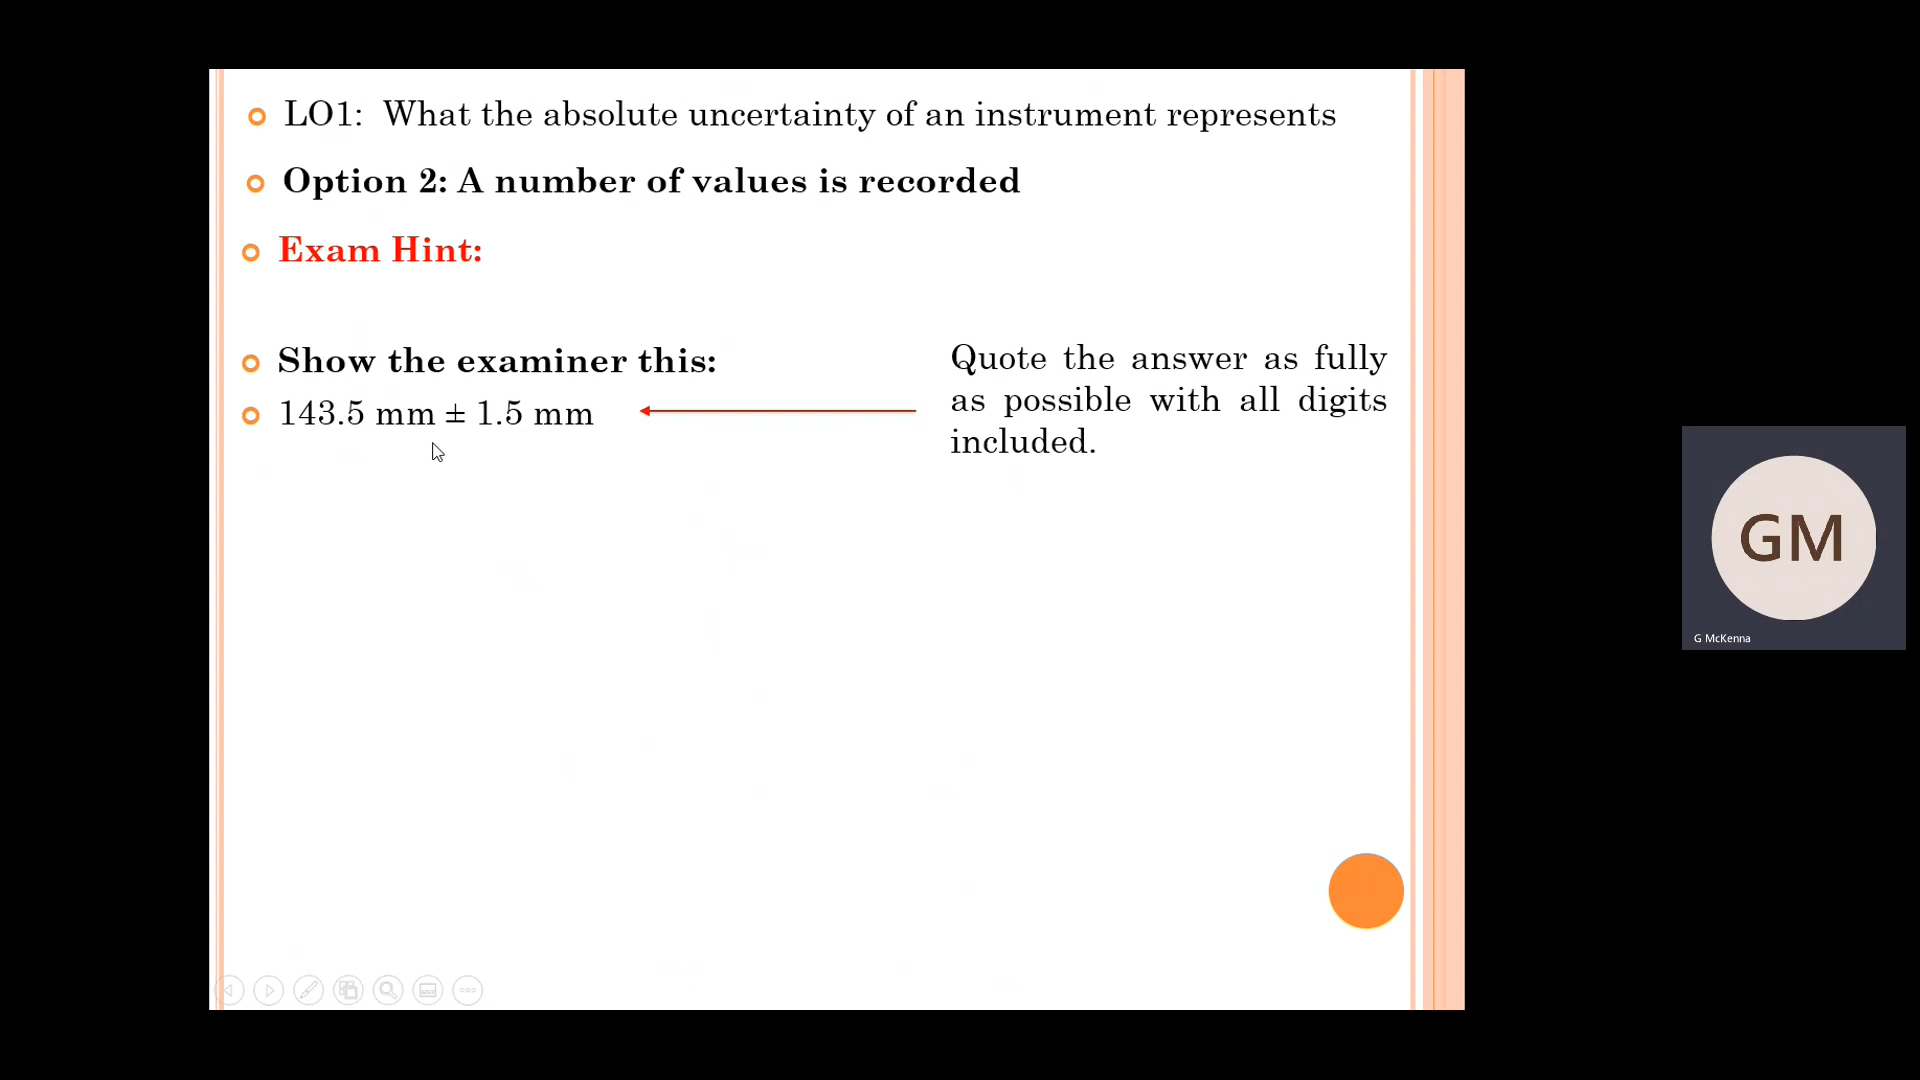 LO1: What the absolute uncertainty of an instrument represents
Option 2: A number of values is recorded
Exam Hint:
Show the examiner this:
143.5 mm ± 1.5 mm
Quote the answer as fully
as possible with all digits
included.
GM
G McKenna